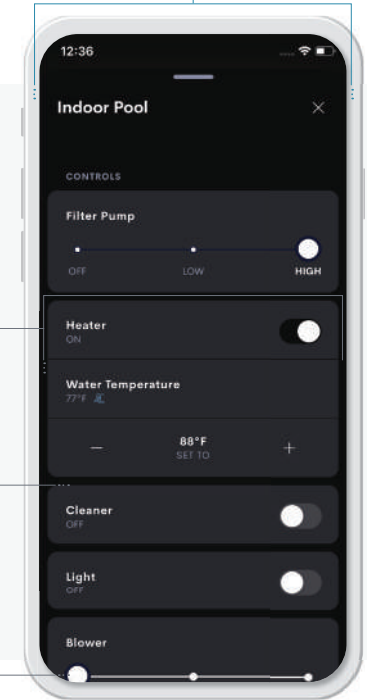 12:36
Indoor Pool
CONTROLS
Filter Pump
OFF LOW HIGH
Heater
ON
Water Temperature
77°F
88°F
SET TO
Cleaner
OFF
Light
OFF
Blower